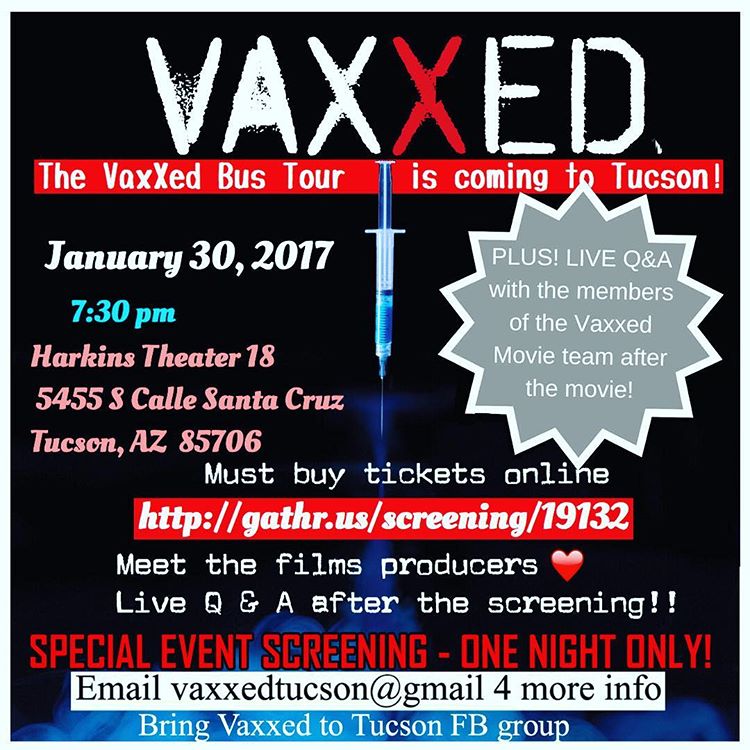 VAXXED.
The VaxXed Bus Tour is coming to Tucson!
January 30, 2017
7:30 pm
Harkins Theater 18
5455 S Calle Santa Cruz
Tucson, AZ 85706
PLUS! LIVE Q&A
with the members
of the Vaxxed
Movie team after
the movie!
Must buy tickets online
http://gathr.us/screening/19132
Meet the films producers ❤️
Live Q & A after the screening!!
SPECIAL EVENT SCREENING - ONE NIGHT ONLY!
Email vaxxedtucson@gmail 4 more info
Bring Vaxxed to Tucson FB group